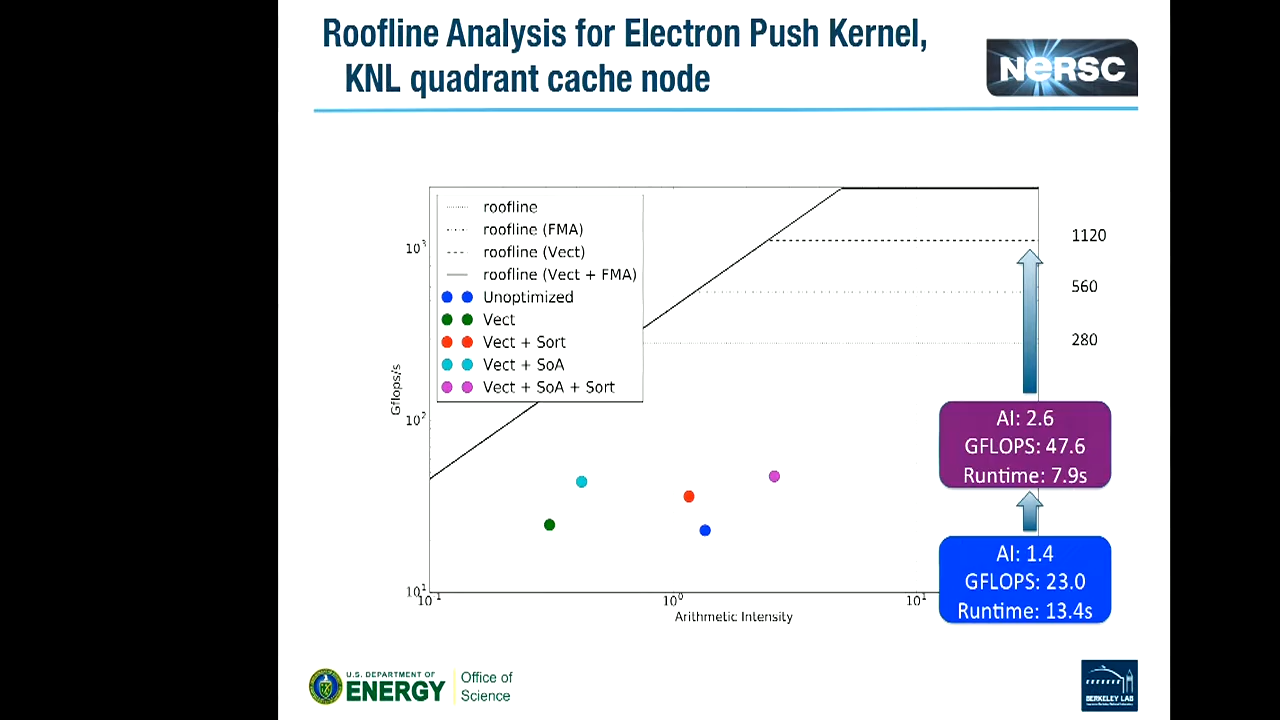 Roofline Analysis for Electron Push Kernel,
KNL quadrant cache node
NERSC
roofline
roofline (FMA)
roofline (Vect)
roofline (Vect + FMA)
Unoptimized
Vect
Vect + Sort
Vect + SoA
Vect + SoA + Sort
10³
10²
10¹
Gflops/s
10⁻¹
10⁰
10¹
Arithmetic Intensity
1120
560
280
AI: 2.6
GFLOPS: 47.6
Runtime: 7.9s
AI: 1.4
GFLOPS: 23.0
Runtime: 13.4s
U.S. DEPARTMENT OF
ENERGY
Office of
Science
BERKELEY LAB